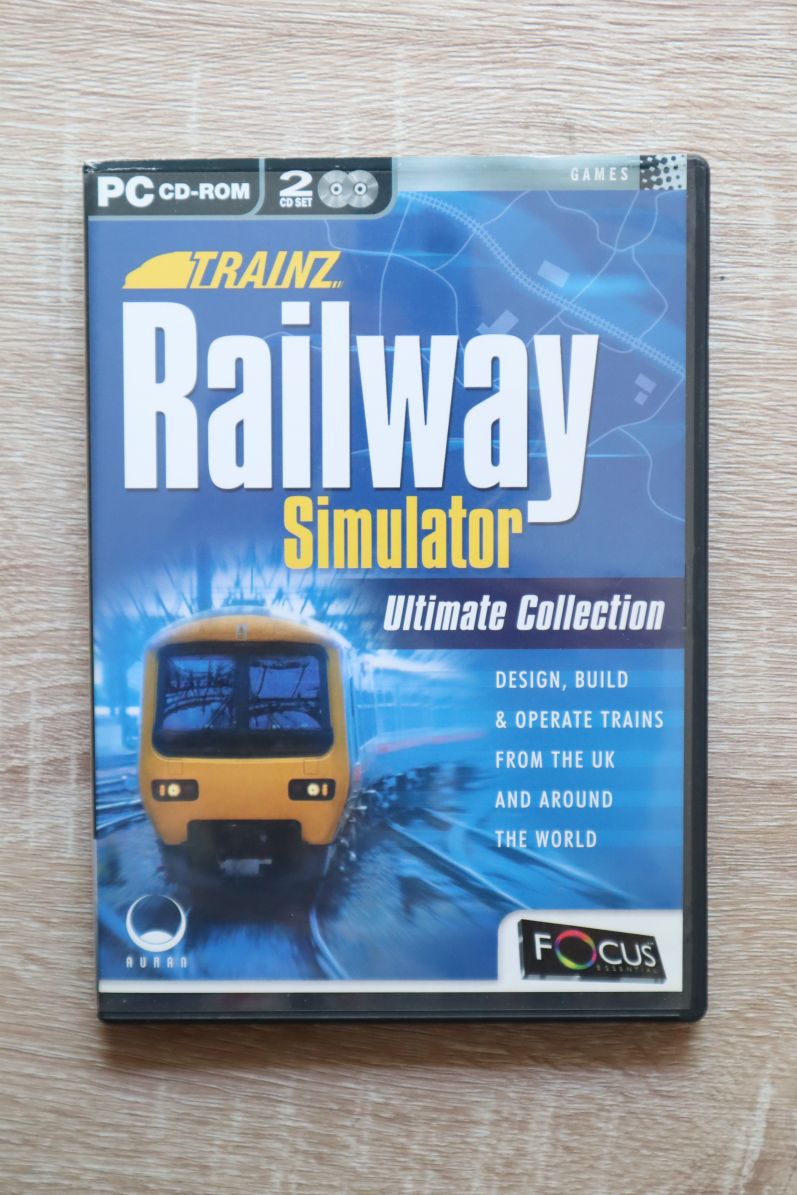 PC CD-ROM
2
CD SET
GAMES
TRAINZ
Railway
Simulator
Ultimate Collection
DESIGN, BUILD
& OPERATE TRAINS
FROM THE UK
AND AROUND
THE WORLD
AURAN
FOCUS
ESSENTIAL